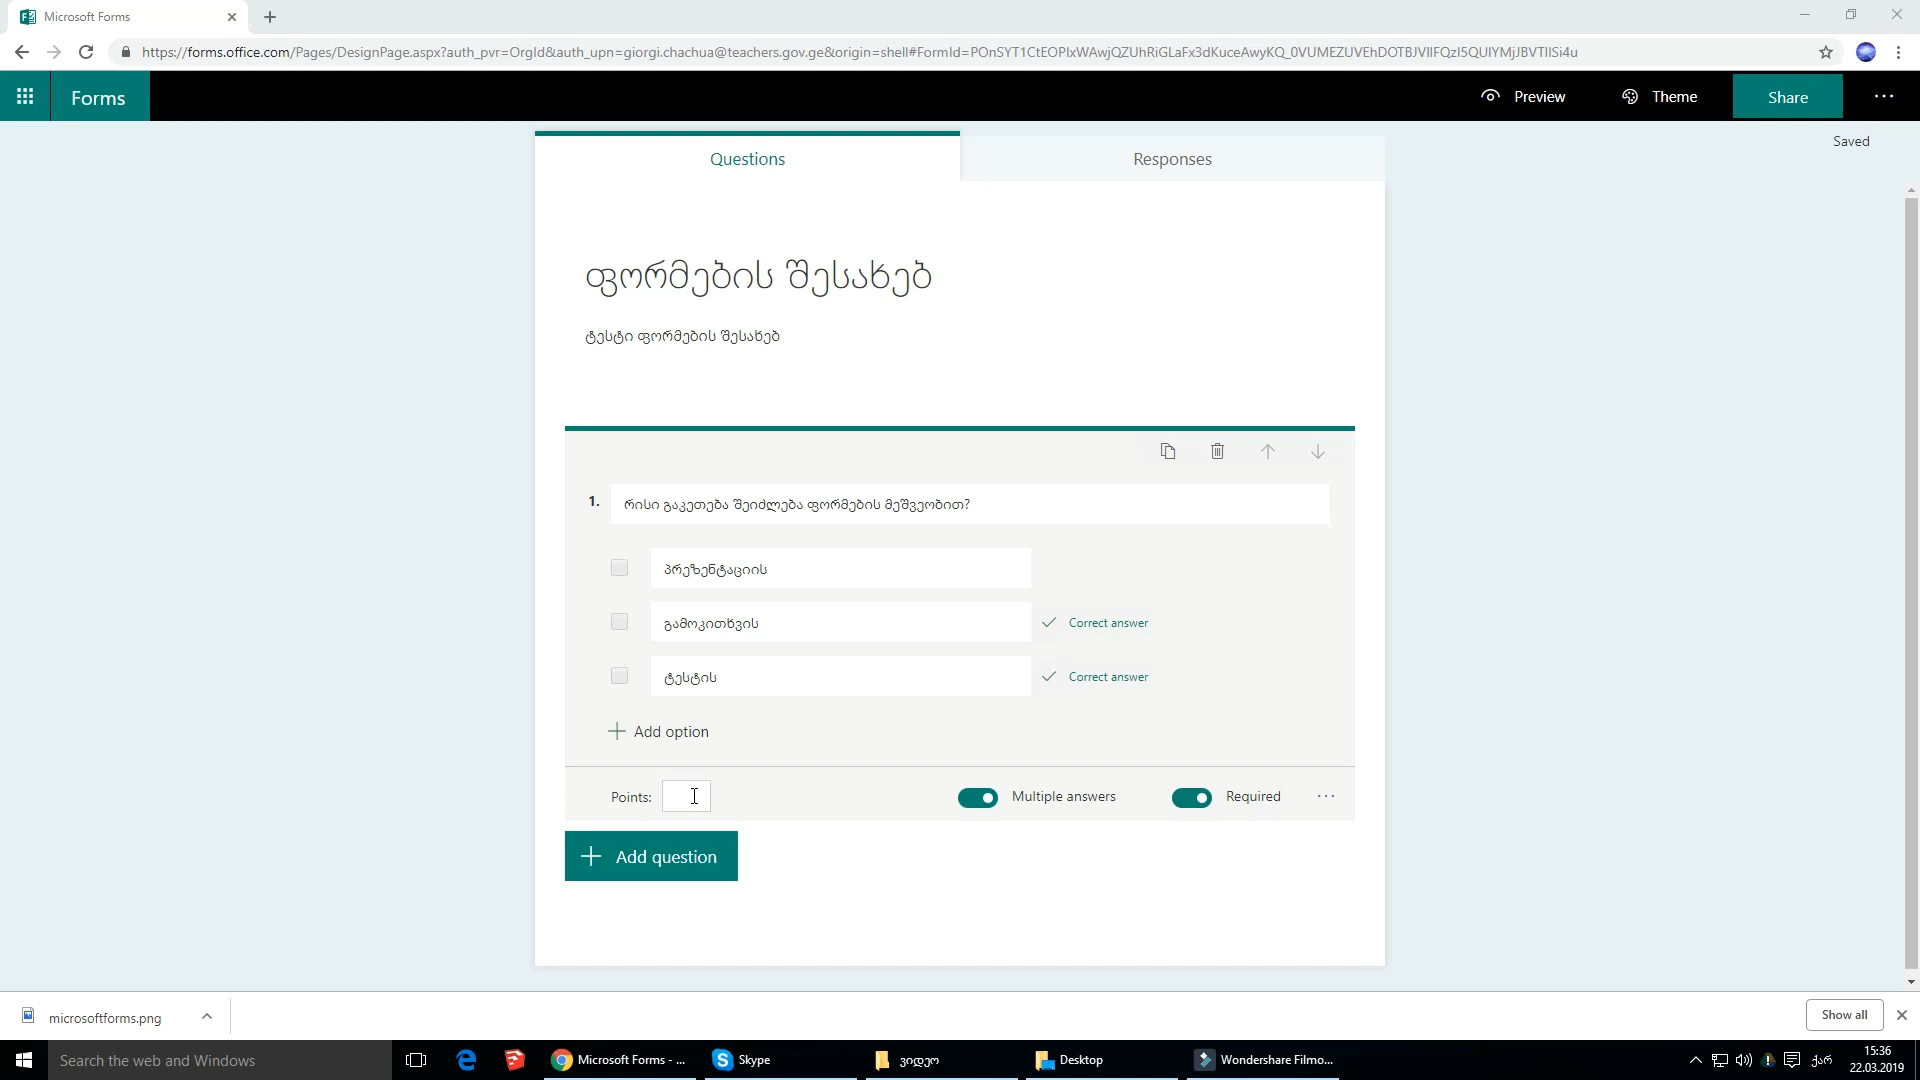 Microsoft Forms
https://forms.office.com/Pages/DesignPage.aspx?auth_pvr=OrgId&auth_upn=giorgi.chachua@teachers.gov.ge&origin=shell#FormId=
Forms
Preview
Theme
Share
Saved
Questions
Responses
ფორმების შესახებ
ტესტი ფორმების შესახებ
1. რისი გაკეთება შეიძლება ფორმების მეშვეობით?
პრეზენტაციის
გამოკითხვის
Correct answer
ტესტის
Correct answer
Add option
Points:
Multiple answers
Required
Add question
microsoftforms.png
Show all
Search the web and Windows
Microsoft Forms - ...
Skype
ვიდეო
Desktop
Wondershare Filmo...
ქარ
15:36
22.03.2019